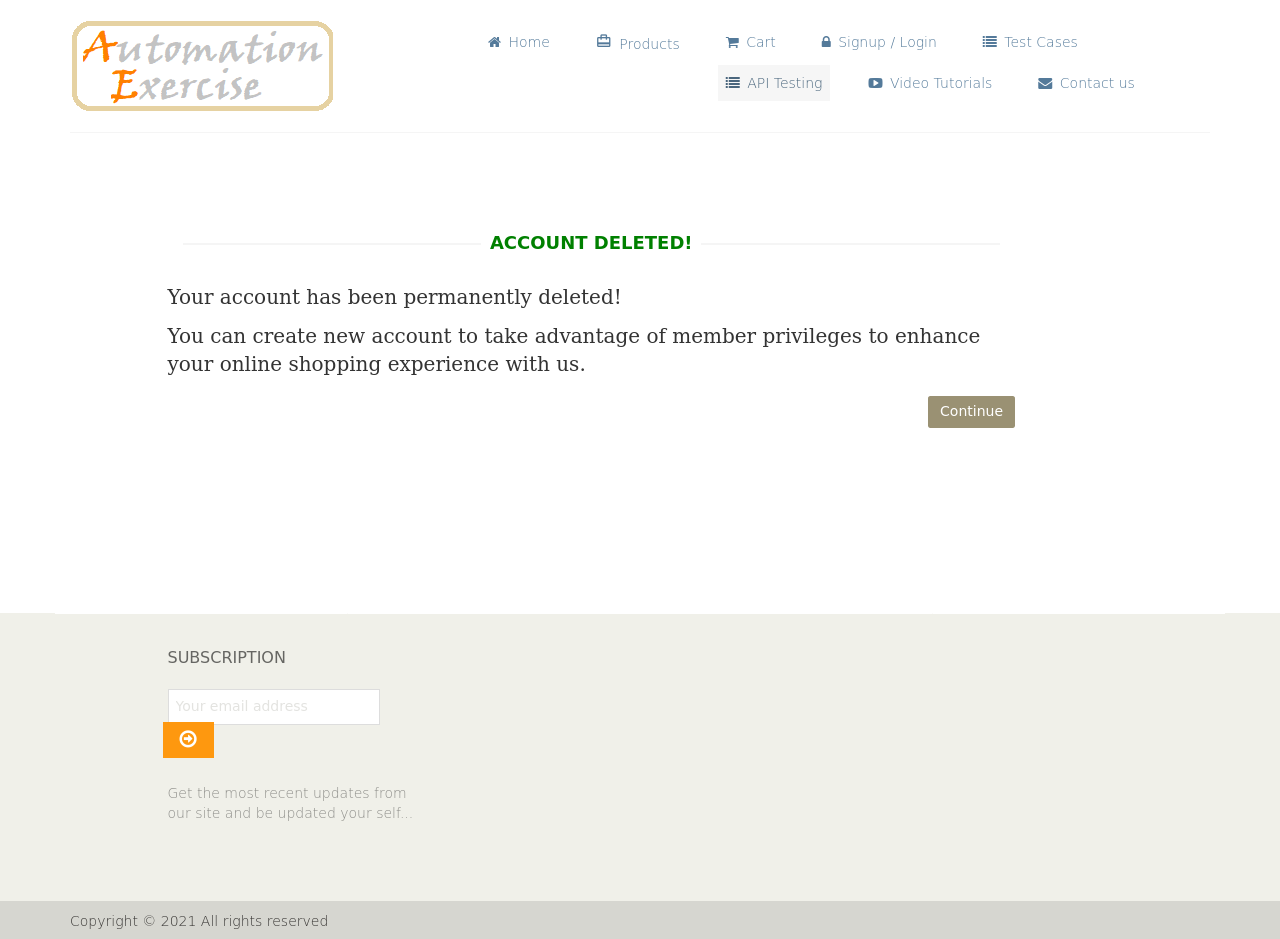 Automation
Exercise
Home
Products
Cart
Signup / Login
Test Cases
API Testing
Video Tutorials
Contact us
ACCOUNT DELETED!
Your account has been permanently deleted!
You can create new account to take advantage of member privileges to enhance
your online shopping experience with us.
Continue
SUBSCRIPTION
Your email address
Get the most recent updates from
our site and be updated your self...
Copyright © 2021 All rights reserved